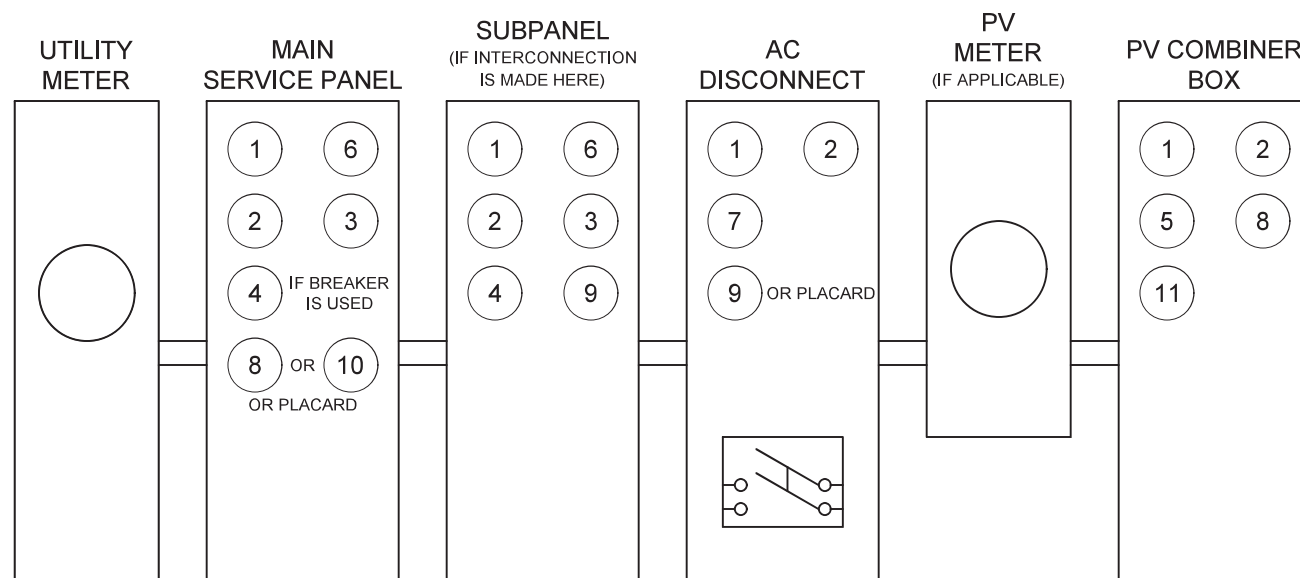 UTILITY
METER
MAIN
SERVICE PANEL
SUBPANEL
(IF INTERCONNECTION
IS MADE HERE)
AC
DISCONNECT
PV
METER
(IF APPLICABLE)
PV COMBINER
BOX
1 6
2 3
4 IF BREAKER
IS USED
8 OR 10
OR PLACARD
1 6
2 3
4 9
1 2
7
9 OR PLACARD
1 2
5 8
11